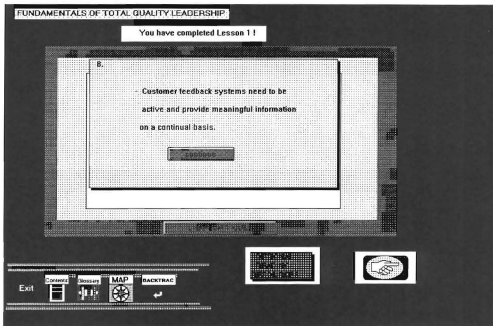 FUNDAMENTALS OF TOTAL QUALITY LEADERSHIP
You have completed Lesson 1 !
B.
- Customer feedback systems need to be
active and provide meaningful information
on a continual basis.
Exit
Contents
Glossary
MAP
BACKTRAC